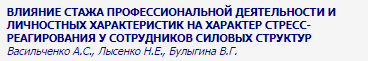 ВЛИЯНИЕ СТАЖА ПРОФЕССИОНАЛЬНОЙ ДЕЯТЕЛЬНОСТИ И
ЛИЧНОСТНЫХ ХАРАКТЕРИСТИК НА ХАРАКТЕР СТРЕСС-
РЕАГИРОВАНИЯ У СОТРУДНИКОВ СИЛОВЫХ СТРУКТУР
Васильченко А.С., Лысенко Н.Е., Булыгина В.Г.